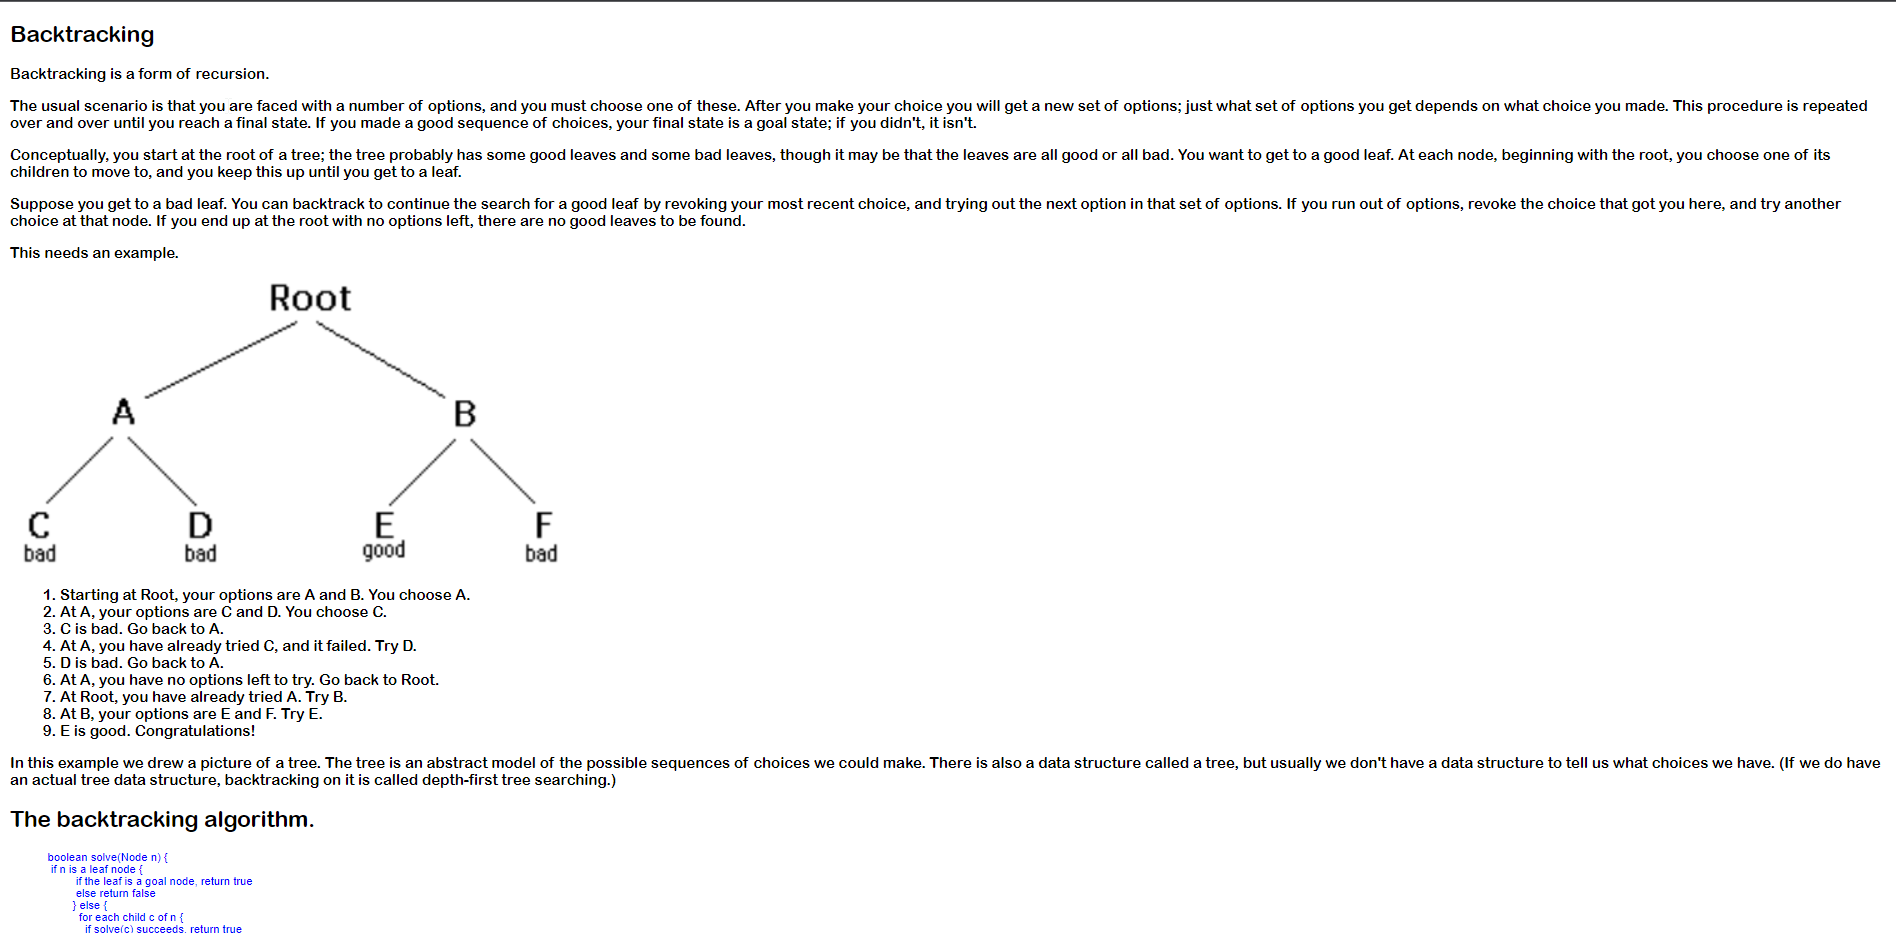 Backtracking
Backtracking is a form of recursion.
The usual scenario is that you are faced with a number of options, and you must choose one of these. After you make your choice you will get a new set of options; just what set of options you get depends on what choice you made. This procedure is repeated
over and over until you reach a final state. If you made a good sequence of choices, your final state is a goal state; if you didn't, it isn't.
Conceptually, you start at the root of a tree; the tree probably has some good leaves and some bad leaves, though it may be that the leaves are all good or all bad. You want to get to a good leaf. At each node, beginning with the root, you choose one of its
children to move to, and you keep this up until you get to a leaf.
Suppose you get to a bad leaf. You can backtrack to continue the search for a good leaf by revoking your most recent choice, and trying out the next option in that set of options. If you run out of options, revoke the choice that got you here, and try another
choice at that node. If you end up at the root with no options left, there are no good leaves to be found.
This needs an example.
Root
A B
C D E F
bad bad good bad
1. Starting at Root, your options are A and B. You choose A.
2. At A, your options are C and D. You choose C.
3. C is bad. Go back to A.
4. At A, you have already tried C, and it failed. Try D.
5. D is bad. Go back to A.
6. At A, you have no options left to try. Go back to Root.
7. At Root, you have already tried A. Try B.
8. At B, your options are E and F. Try E.
9. E is good. Congratulations!
In this example we drew a picture of a tree. The tree is an abstract model of the possible sequences of choices we could make. There is also a data structure called a tree, but usually we don't have a data structure to tell us what choices we have. (If we do have
an actual tree data structure, backtracking on it is called depth-first tree searching.)
The backtracking algorithm.
boolean solve(Node n) {
if n is a leaf node {
if the leaf is a goal node, return true
else return false
} else {
for each child c of n {
if solve(c) succeeds, return true